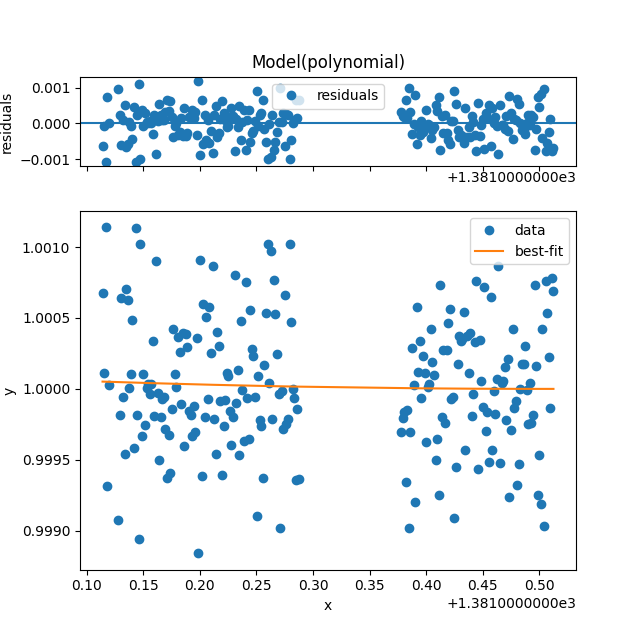 Model(polynomial)
0.001
0.000
−0.001
residuals
residuals
+1.3810000000e3
1.0010
1.0005
1.0000
0.9995
0.9990
y
data
best-fit
0.10 0.15 0.20 0.25 0.30 0.35 0.40 0.45 0.50
x
+1.3810000000e3